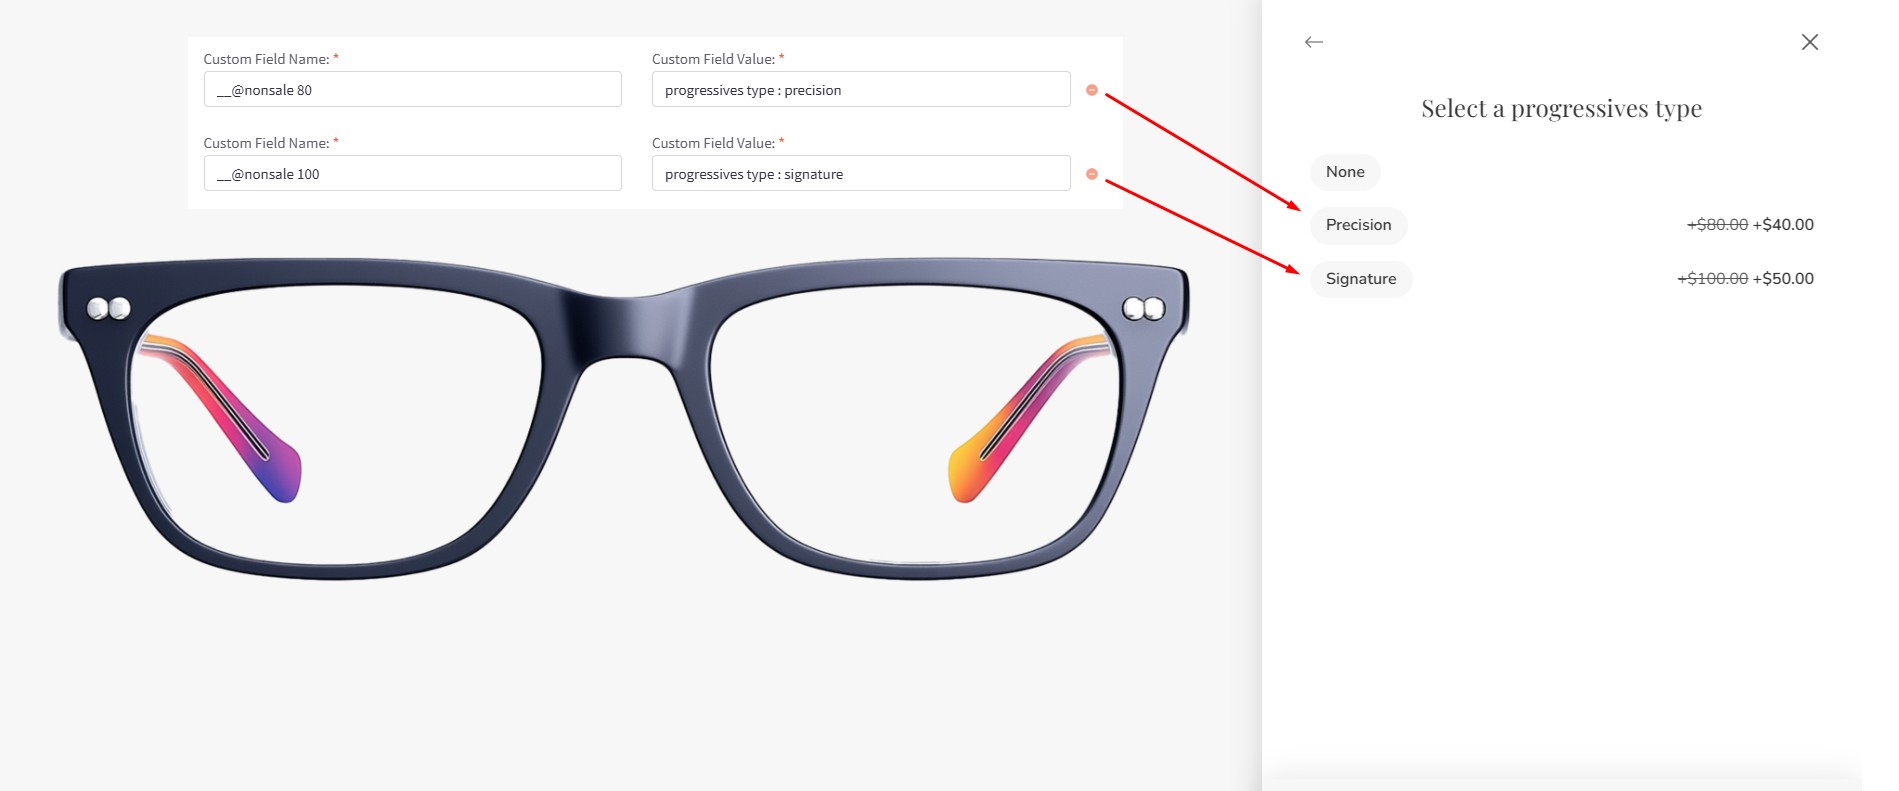 Custom Field Name: *
Custom Field Value: *
__@nonsale 80
progressives type : precision
Custom Field Name: *
Custom Field Value: *
__@nonsale 100
progressives type : signature
Select a progressives type
None
Precision
+$80.00 +$40.00
Signature
+$100.00 +$50.00